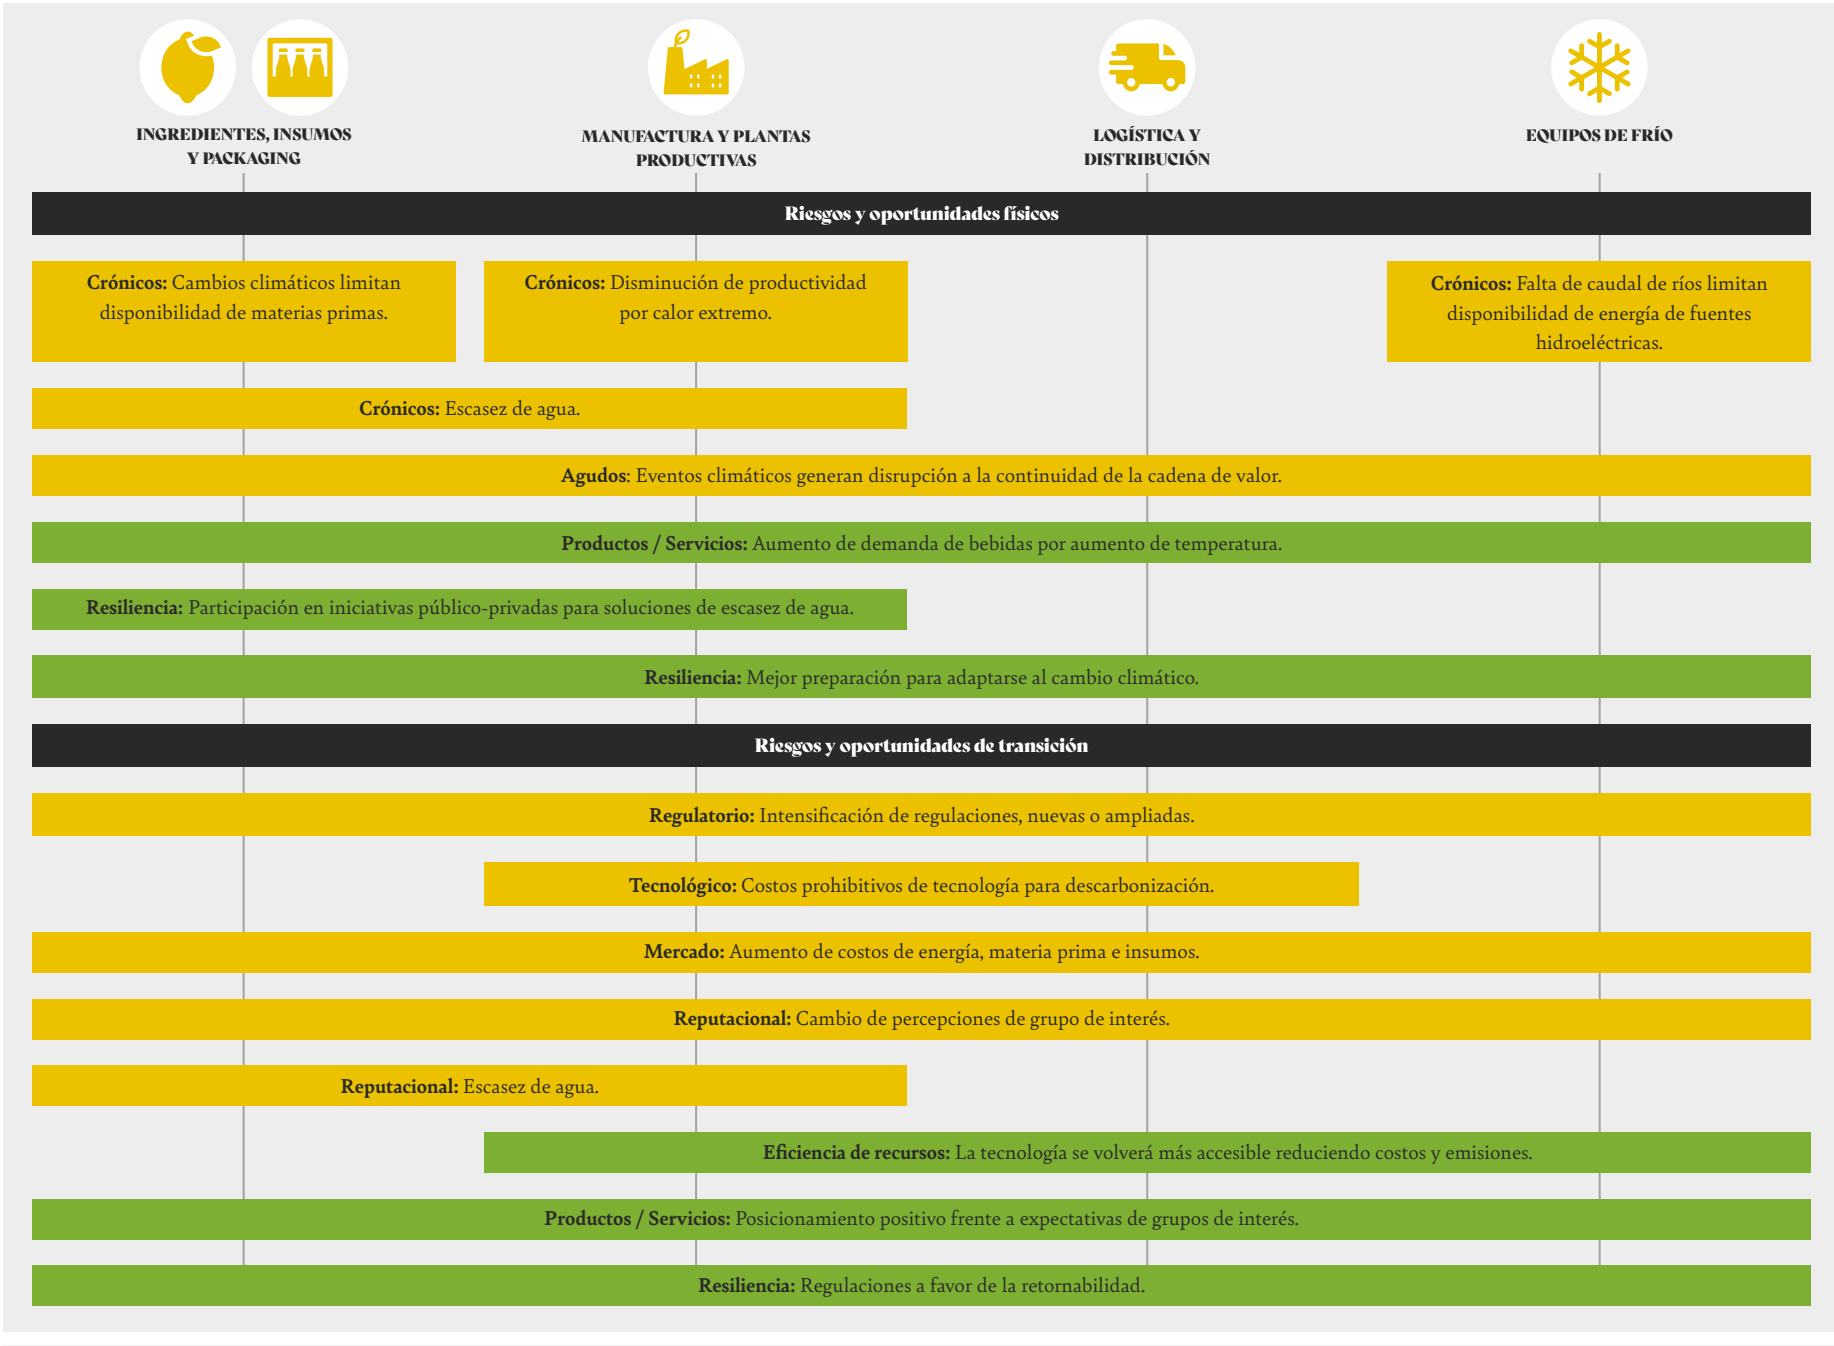 INGREDIENTES, INSUMOS
Y PACKAGING
MANUFACTURA Y PLANTAS
PRODUCTIVAS
LOGÍSTICA Y
DISTRIBUCIÓN
EQUIPOS DE FRÍO
Riesgos y oportunidades físicos
Crónicos: Cambios climáticos limitan
disponibilidad de materias primas.
Crónicos: Disminución de productividad
por calor extremo.
Crónicos: Falta de caudal de ríos limitan
disponibilidad de energía de fuentes
hidroeléctricas.
Crónicos: Escasez de agua.
Agudos: Eventos climáticos generan disrupción a la continuidad de la cadena de valor.
Productos / Servicios: Aumento de demanda de bebidas por aumento de temperatura.
Resiliencia: Participación en iniciativas público-privadas para soluciones de escasez de agua.
Resiliencia: Mejor preparación para adaptarse al cambio climático.
Riesgos y oportunidades de transición
Regulatorio: Intensificación de regulaciones, nuevas o ampliadas.
Tecnológico: Costos prohibitivos de tecnología para descarbonización.
Mercado: Aumento de costos de energía, materia prima e insumos.
Reputacional: Cambio de percepciones de grupo de interés.
Reputacional: Escasez de agua.
Eficiencia de recursos: La tecnología se volverá más accesible reduciendo costos y emisiones.
Productos / Servicios: Posicionamiento positivo frente a expectativas de grupos de interés.
Resiliencia: Regulaciones a favor de la retornabilidad.